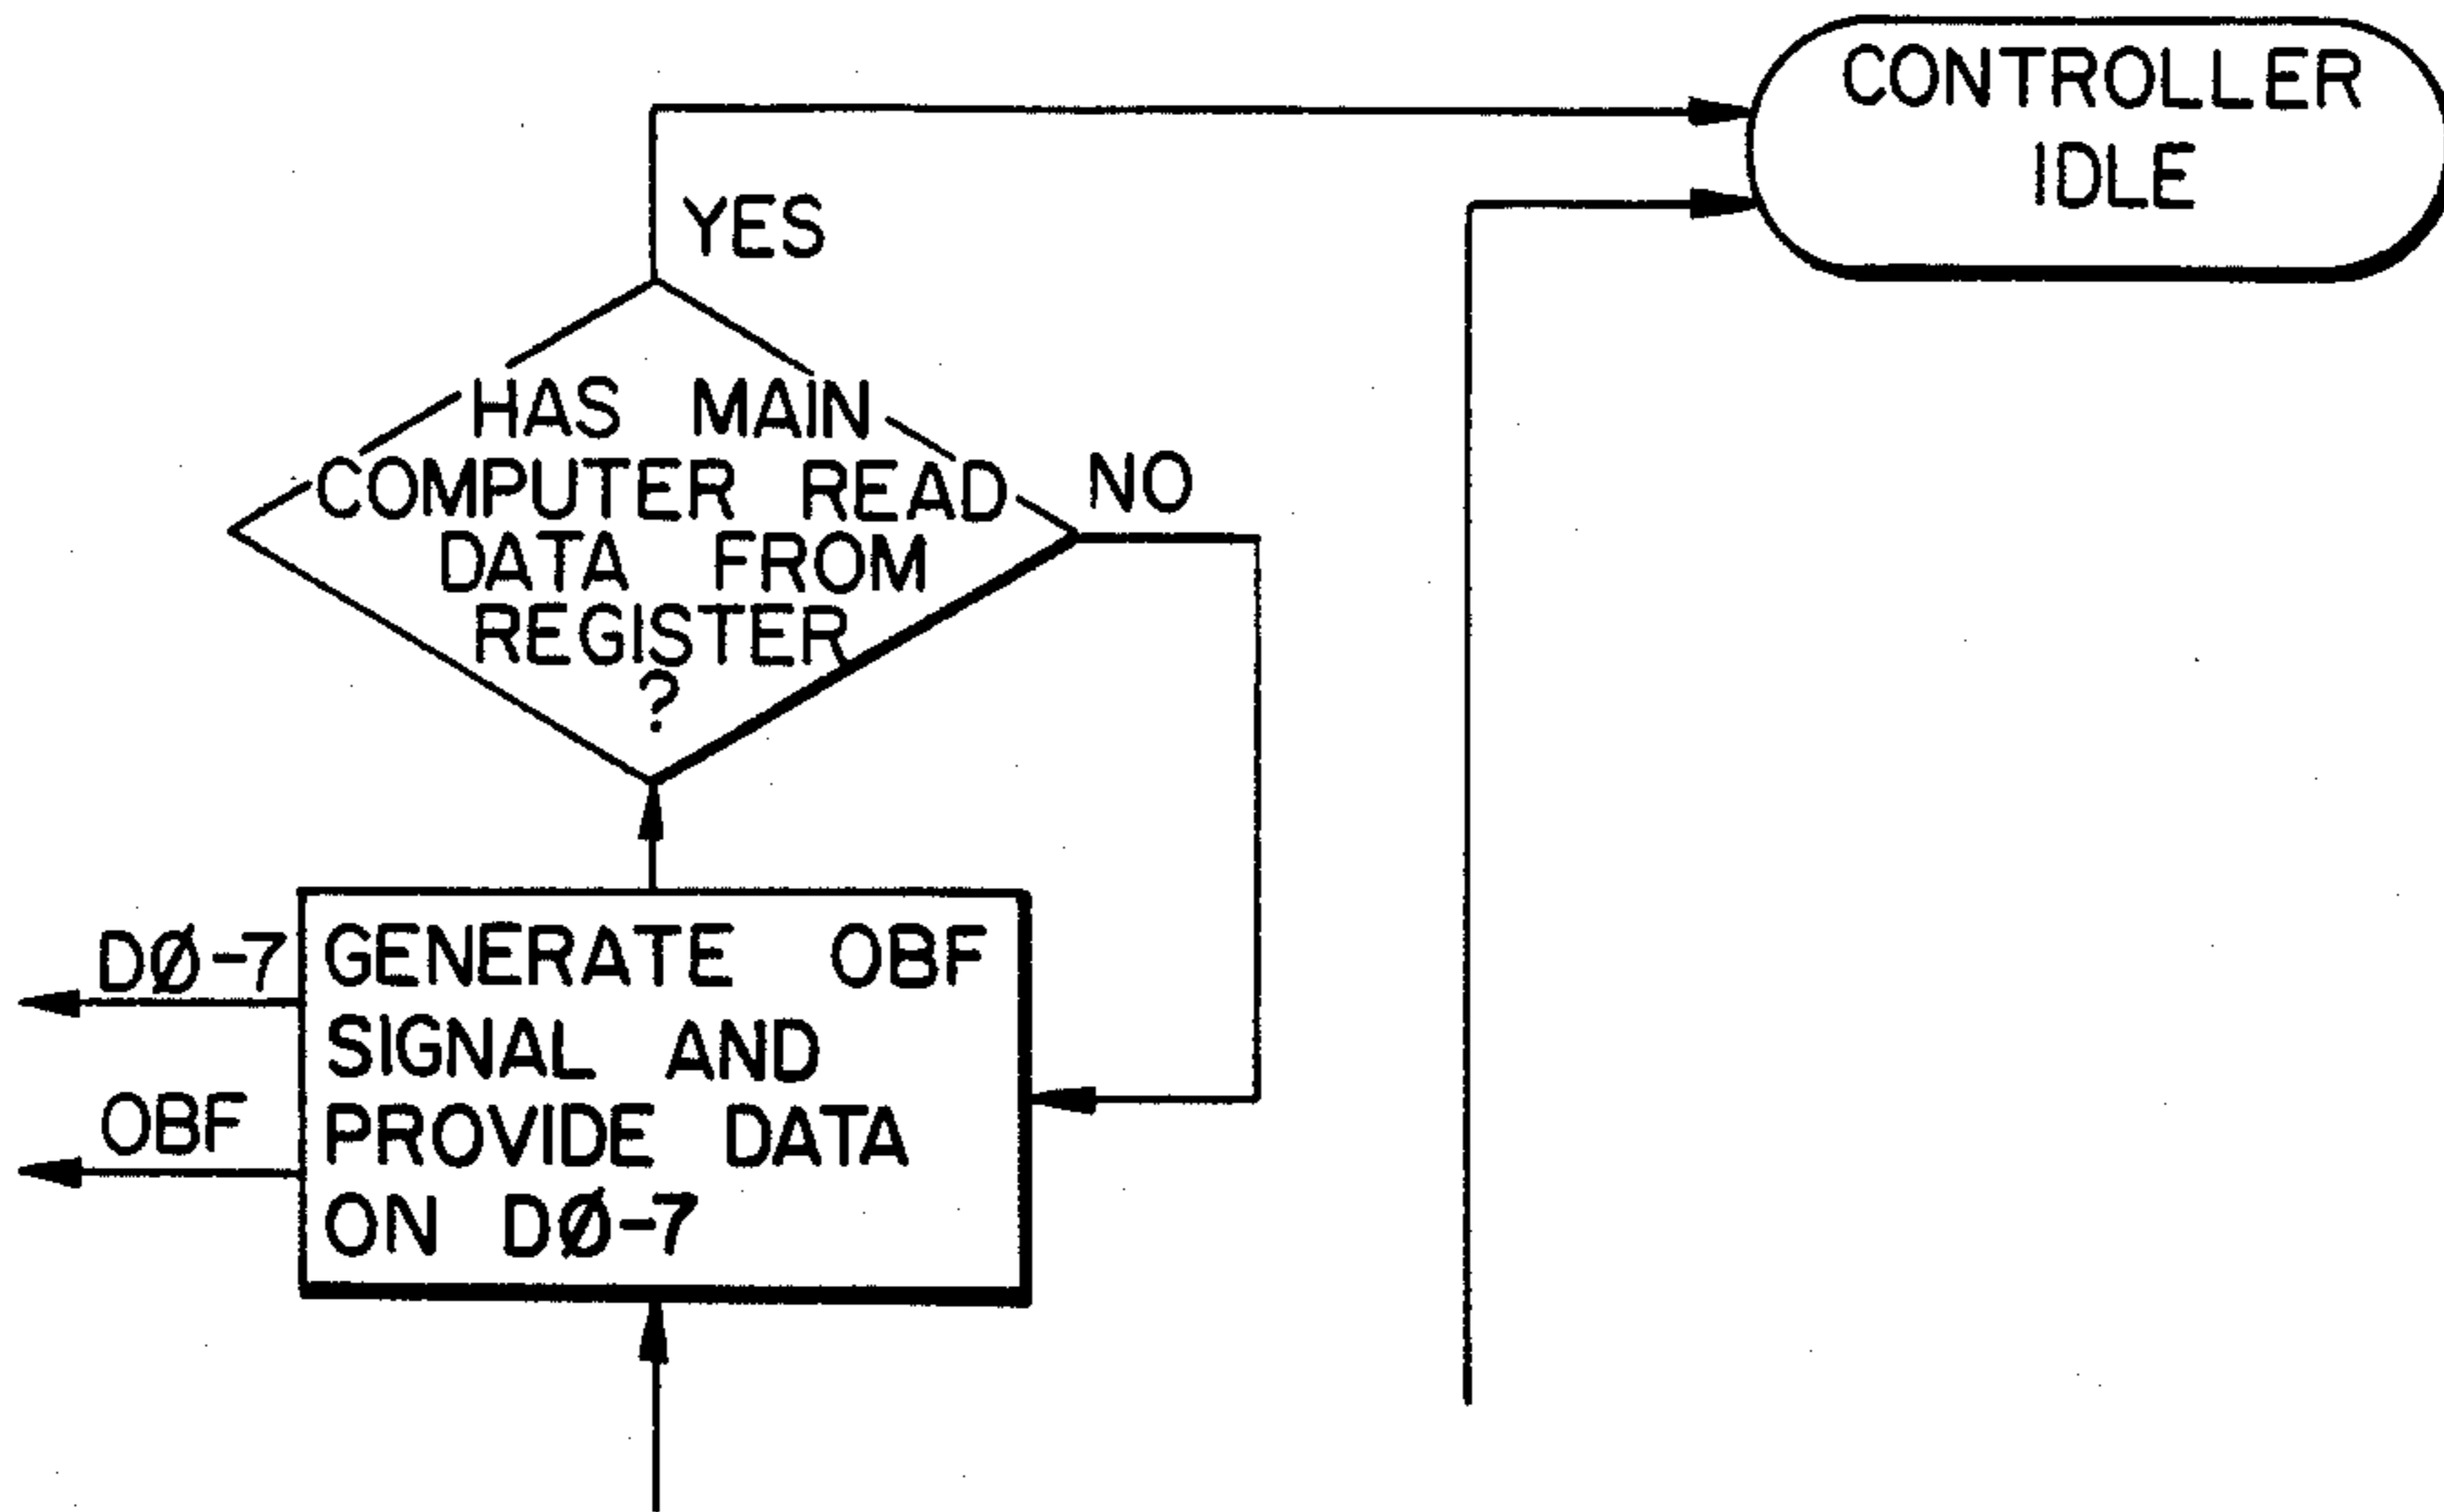 CONTROLLER
IDLE
YES
HAS MAIN
COMPUTER READ
DATA FROM
REGISTER
?
NO
DØ-7
OBF
GENERATE OBF
SIGNAL AND
PROVIDE DATA
ON DØ-7